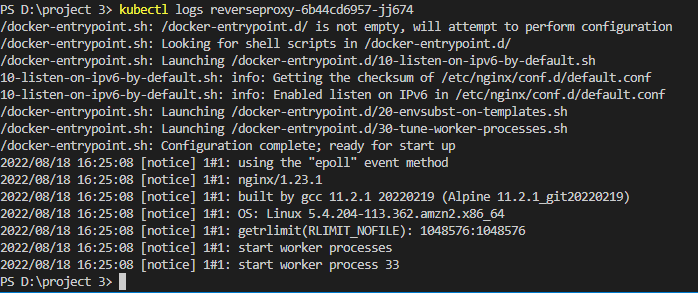 PS D:\project 3> kubectl logs reverseproxy-6b44cd6957-jj674
/docker-entrypoint.sh: /docker-entrypoint.d/ is not empty, will attempt to perform configuration
/docker-entrypoint.sh: Looking for shell scripts in /docker-entrypoint.d/
/docker-entrypoint.sh: Launching /docker-entrypoint.d/10-listen-on-ipv6-by-default.sh
10-listen-on-ipv6-by-default.sh: info: Getting the checksum of /etc/nginx/conf.d/default.conf
10-listen-on-ipv6-by-default.sh: info: Enabled listen on IPv6 in /etc/nginx/conf.d/default.conf
/docker-entrypoint.sh: Launching /docker-entrypoint.d/20-envsubst-on-templates.sh
/docker-entrypoint.sh: Launching /docker-entrypoint.d/30-tune-worker-processes.sh
/docker-entrypoint.sh: Configuration complete; ready for start up
2022/08/18 16:25:08 [notice] 1#1: using the "epoll" event method
2022/08/18 16:25:08 [notice] 1#1: nginx/1.23.1
2022/08/18 16:25:08 [notice] 1#1: built by gcc 11.2.1 20220219 (Alpine 11.2.1_git20220219)
2022/08/18 16:25:08 [notice] 1#1: OS: Linux 5.4.204-113.362.amzn2.x86_64
2022/08/18 16:25:08 [notice] 1#1: getrlimit(RLIMIT_NOFILE): 1048576:1048576
2022/08/18 16:25:08 [notice] 1#1: start worker processes
2022/08/18 16:25:08 [notice] 1#1: start worker process 33
PS D:\project 3>